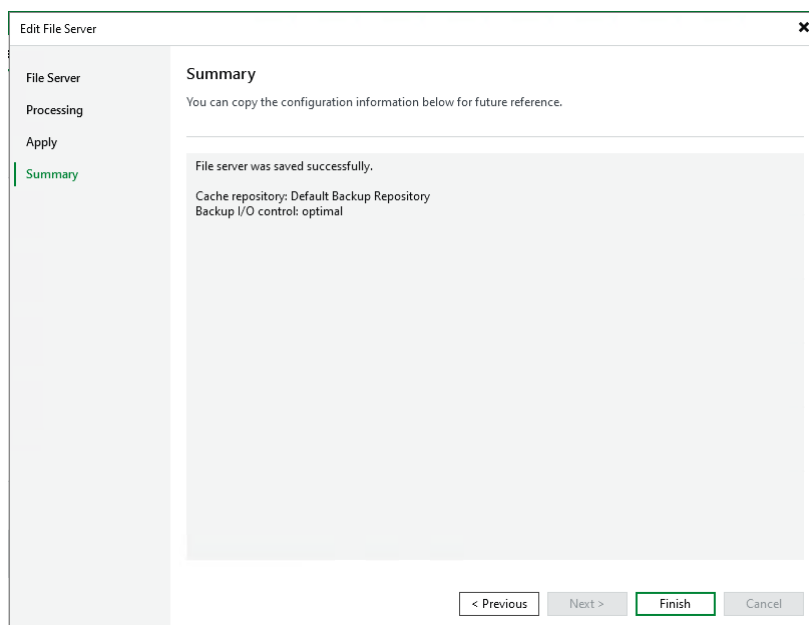 Edit File Server
File Server
Processing
Apply
Summary
Summary
You can copy the configuration information below for future reference.
File server was saved successfully.
Cache repository: Default Backup Repository
Backup I/O control: optimal
< Previous
Next >
Finish
Cancel